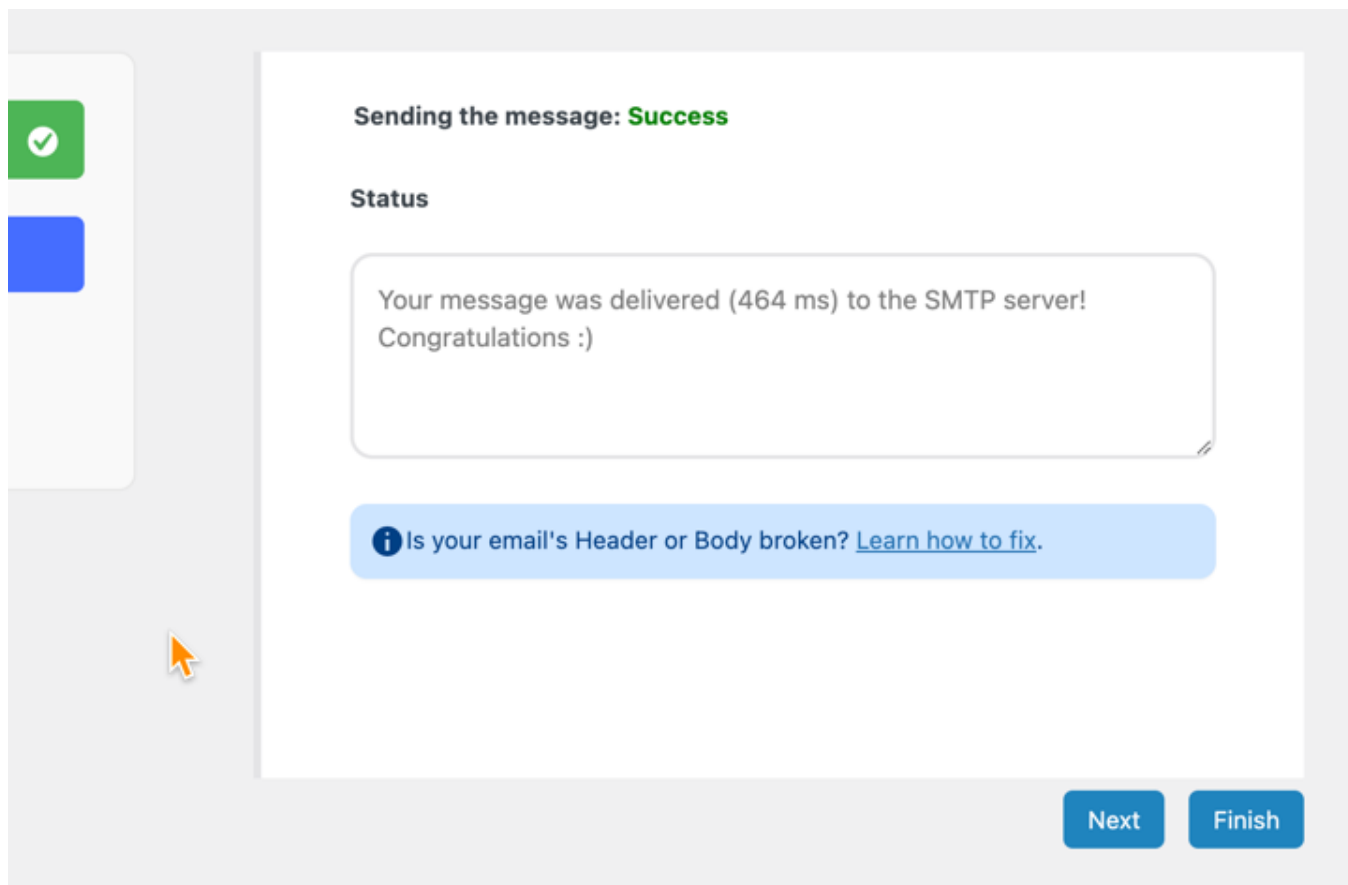 Sending the message: Success
Status
Your message was delivered (464 ms) to the SMTP server!
Congratulations :)
Is your email's Header or Body broken? Learn how to fix.
Next
Finish